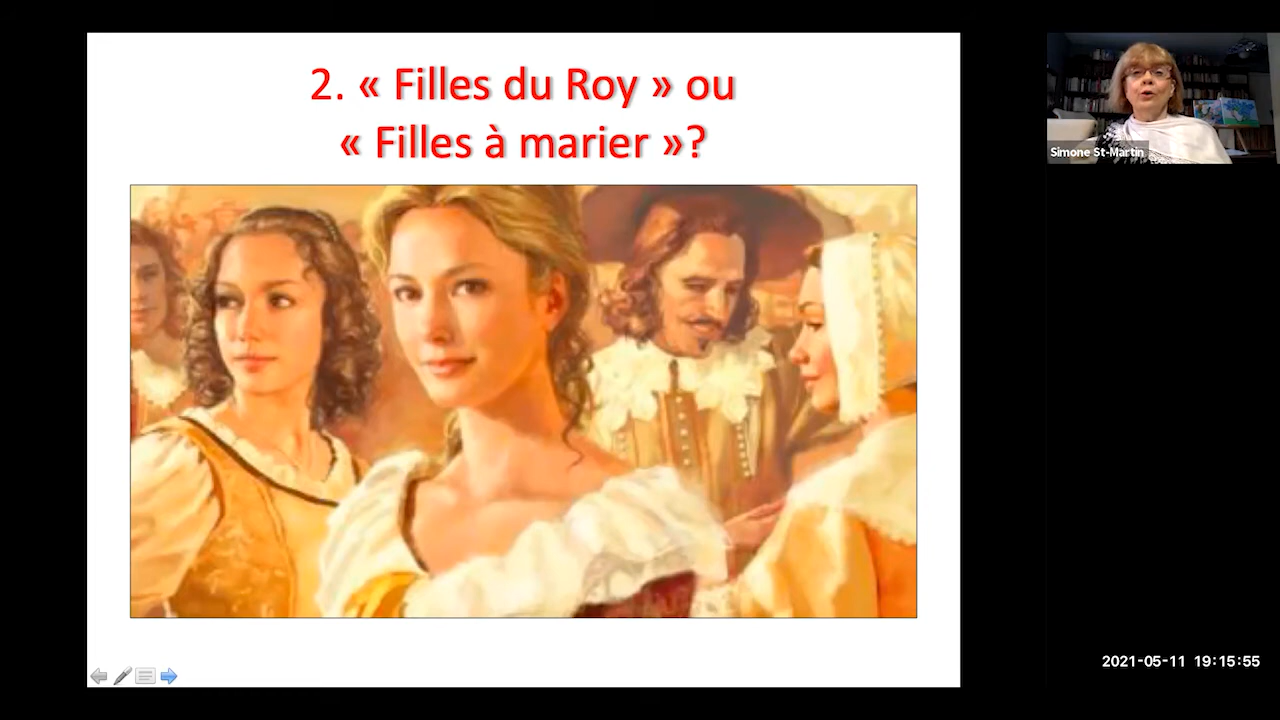 2. « Filles du Roy » ou
« Filles à marier »?
Simone St-Martin
2021-05-11 19:15:55